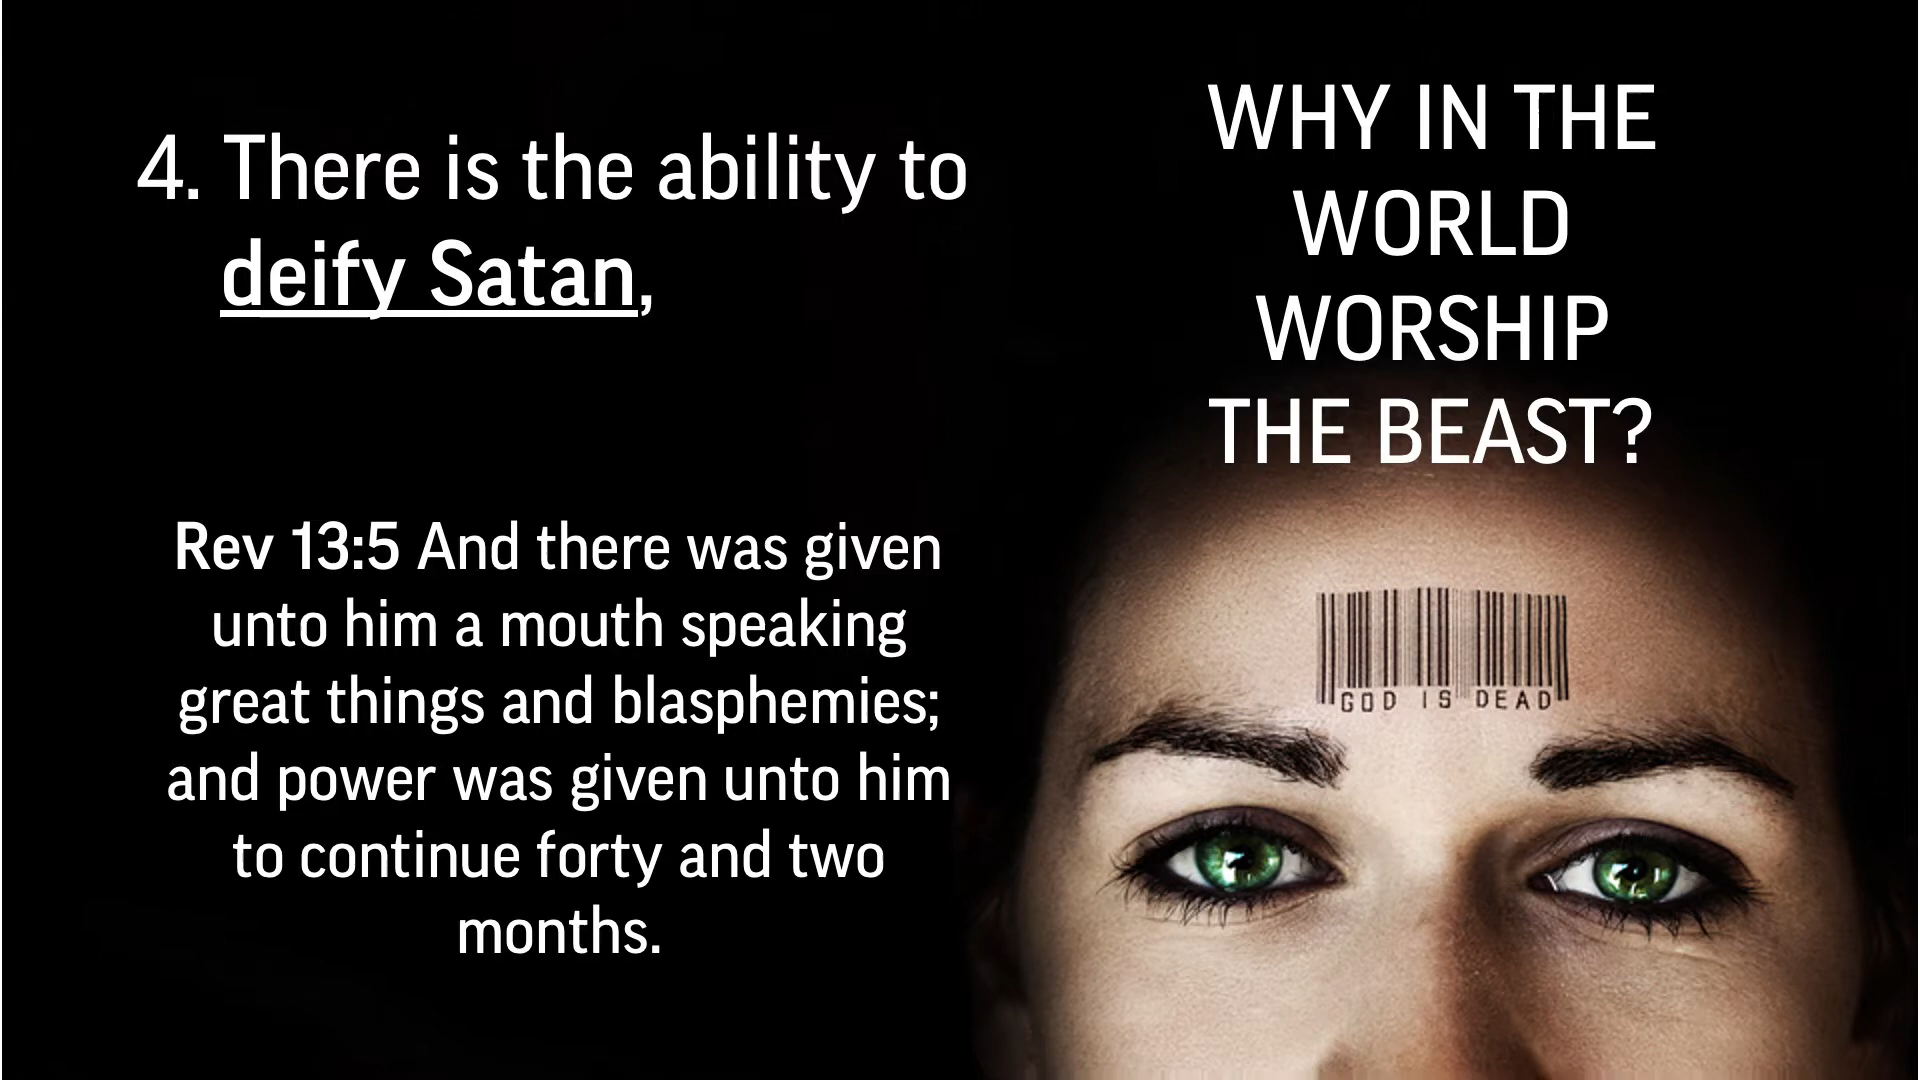 4. There is the ability to
deify Satan,
Rev 13:5 And there was given
unto him a mouth speaking
great things and blasphemies;
and power was given unto him
to continue forty and two
months.
WHY IN THE
WORLD
WORSHIP
THE BEAST?
GOD IS DEAD